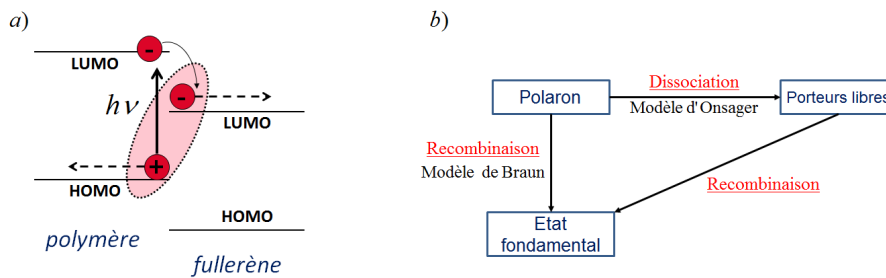 a)
LUMO
-
hν
-
LUMO
+
HOMO
HOMO
polymère
fullerène
b)
Polaron
Dissociation
Modèle d'Onsager
Porteurs libres
Recombinaison
Modèle de Braun
Recombinaison
Etat
fondamental